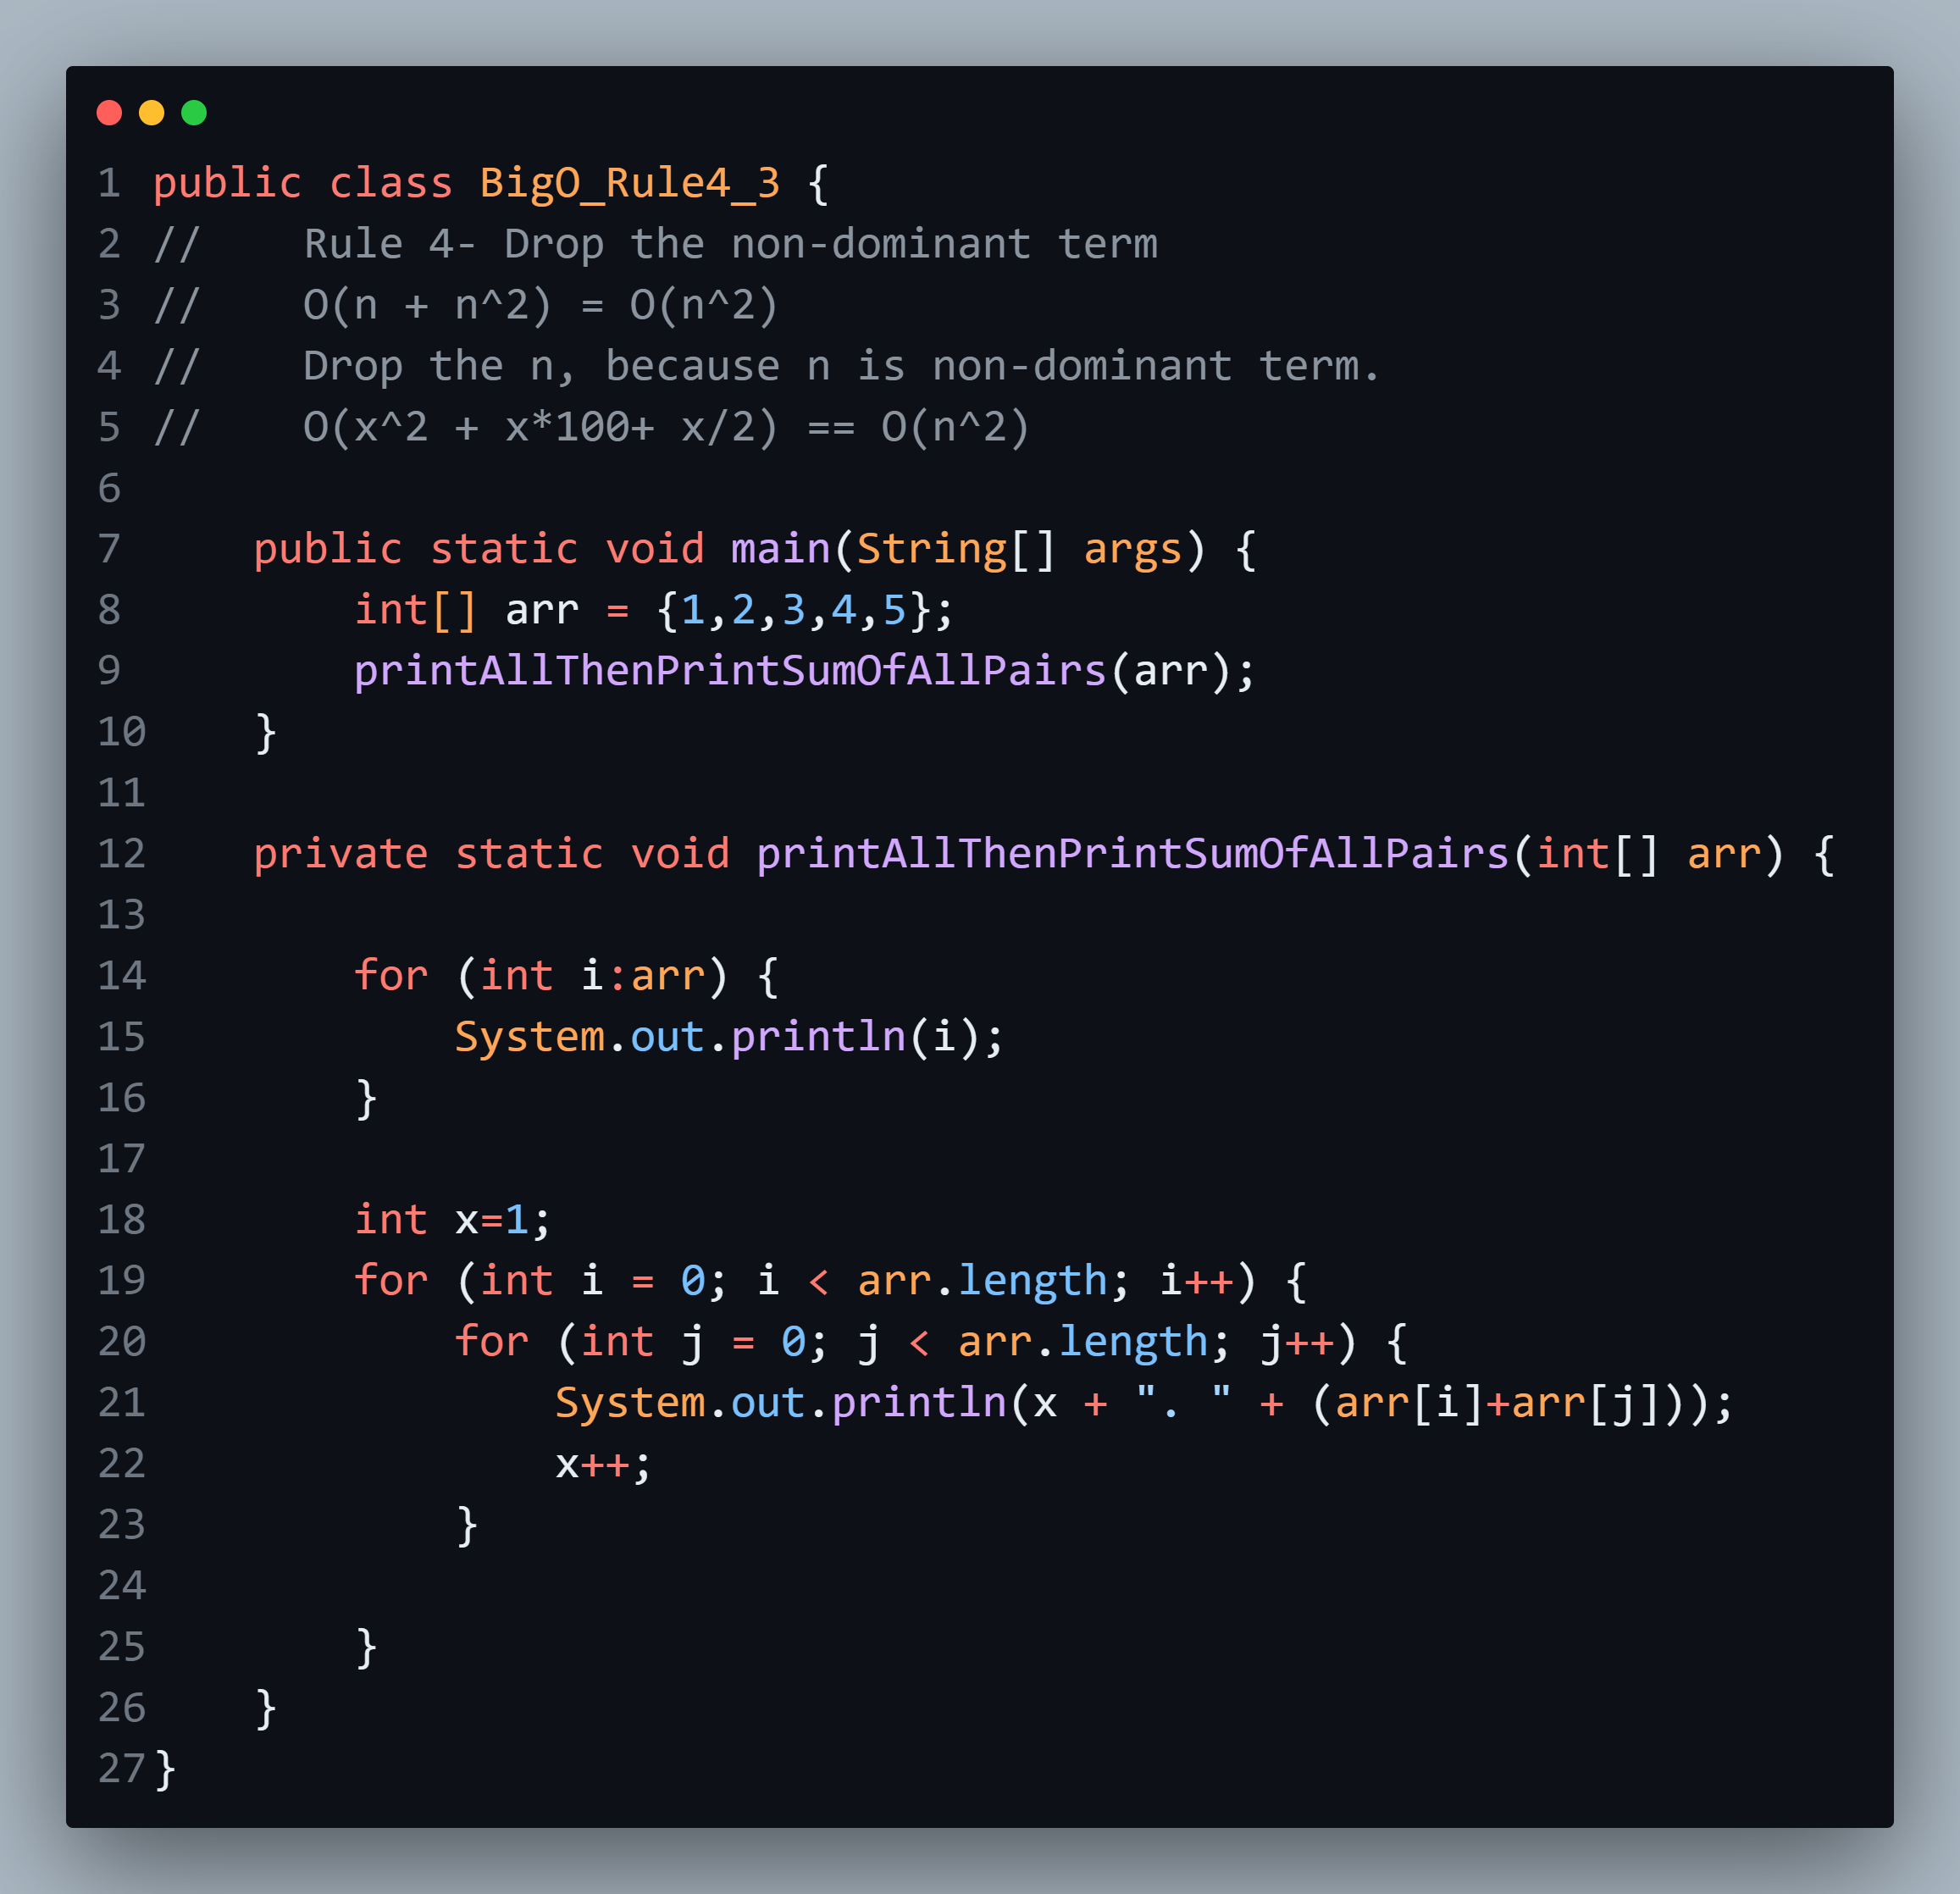 1 public class BigO_Rule4_3 {
2 //    Rule 4- Drop the non-dominant term
3 //    O(n + n^2) = O(n^2)
4 //    Drop the n, because n is non-dominant term.
5 //    O(x^2 + x*100+ x/2) == O(n^2)
6
7     public static void main(String[] args) {
8         int[] arr = {1,2,3,4,5};
9         printAllThenPrintSumOfAllPairs(arr);
10     }
11
12     private static void printAllThenPrintSumOfAllPairs(int[] arr) {
13
14         for (int i:arr) {
15             System.out.println(i);
16         }
17
18         int x=1;
19         for (int i = 0; i < arr.length; i++) {
20             for (int j = 0; j < arr.length; j++) {
21                 System.out.println(x + ". " + (arr[i]+arr[j]));
22                 x++;
23             }
24
25         }
26     }
27 }